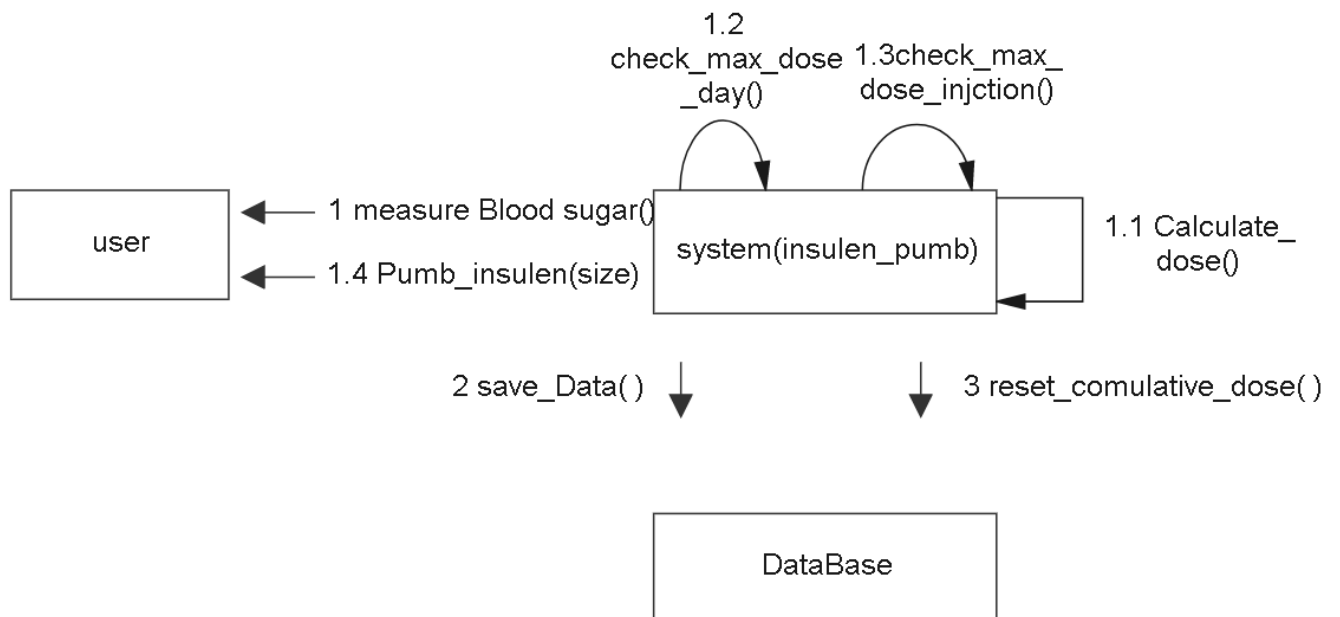 1.2
check_max_dose
_day()
1.3check_max_
dose_injction()
user
1 measure Blood sugar()
1.4 Pumb_insulen(size)
system(insulen_pumb)
1.1 Calculate_
dose()
2 save_Data( )
3 reset_comulative_dose( )
DataBase